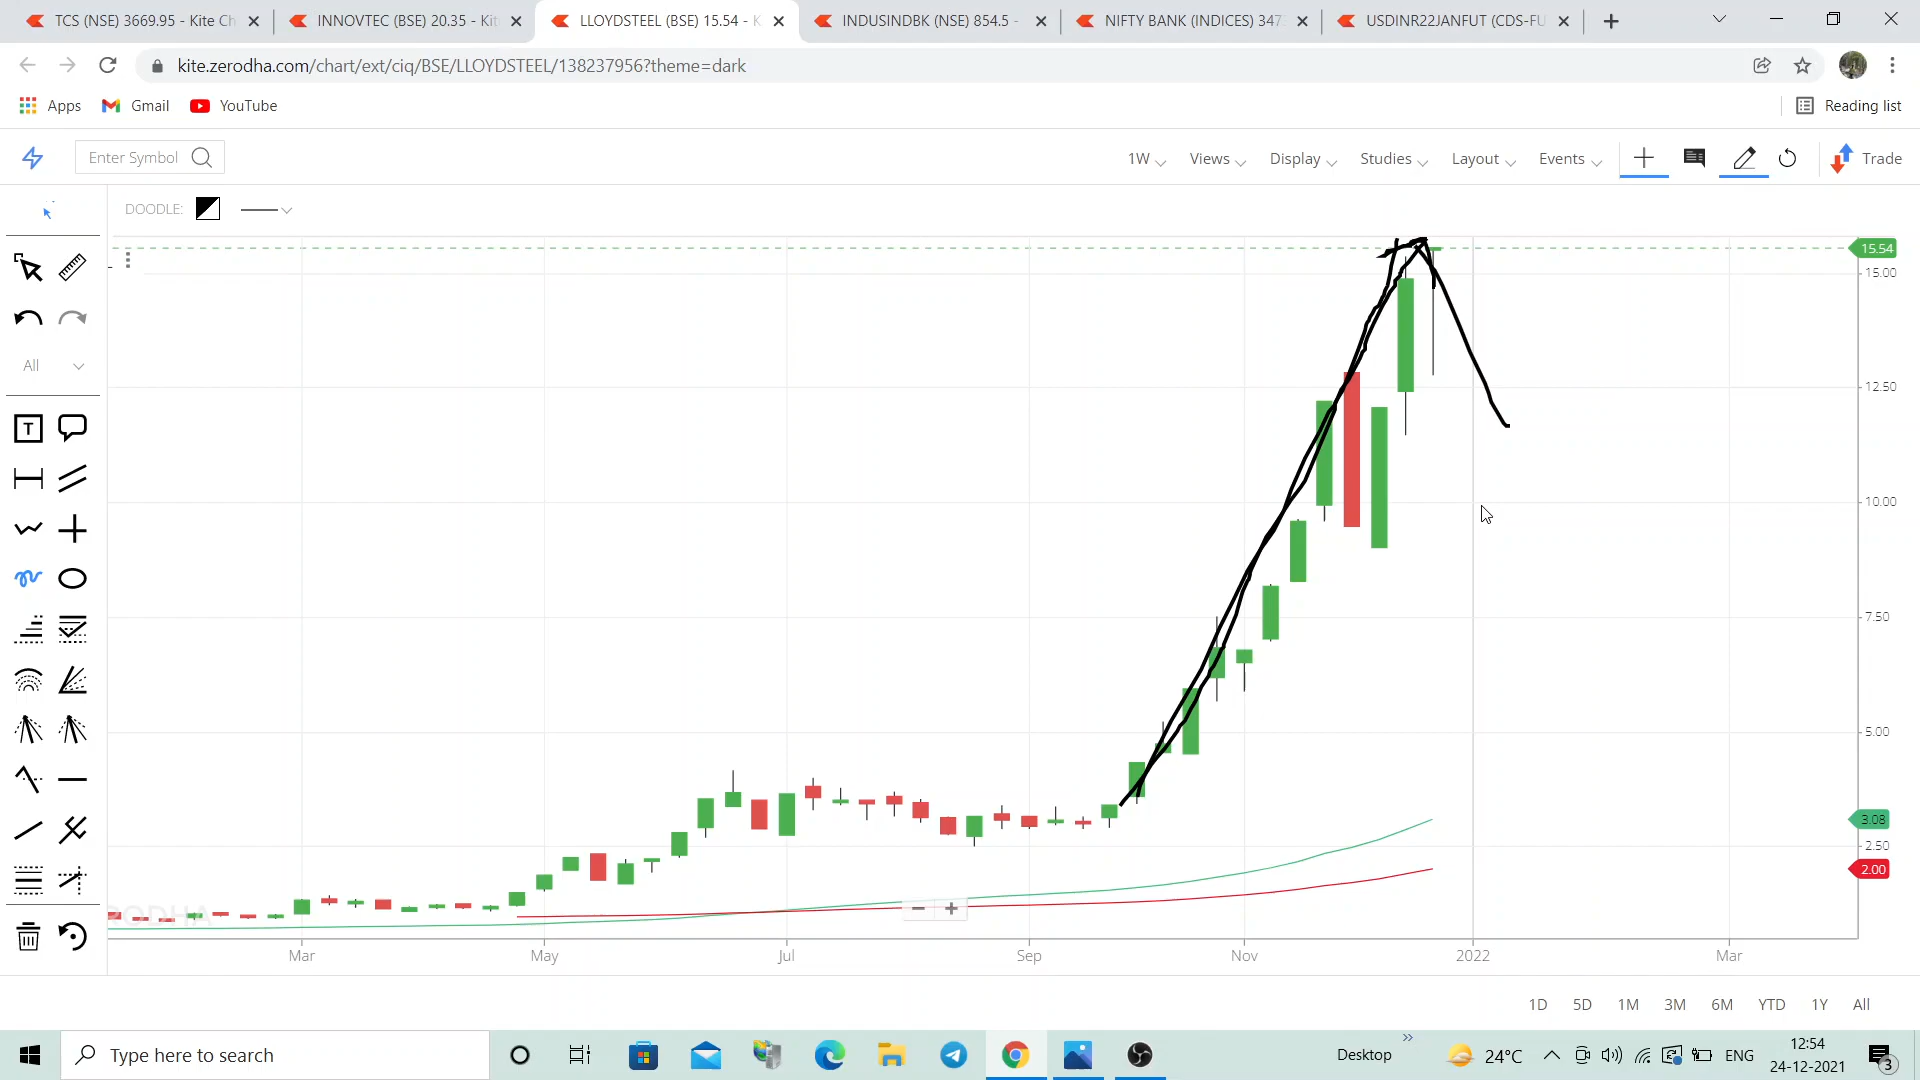 TCS (NSE) 3669.95 - Kite Ch
INNOVTEC (BSE) 20.35 - Kit
LLOYDSTEEL (BSE) 15.54 - K
INDUSINDBK (NSE) 854.5 -
NIFTY BANK (INDICES) 347
USDINR22JANFUT (CDS-FU
kite.zerodha.com/chart/ext/ciq/BSE/LLOYDSTEEL/138237956?theme=dark
Apps
Gmail
YouTube
Reading list
Enter Symbol
1W
Views
Display
Studies
Layout
Events
Trade
DOODLE:
All
T
15.54
15.00
12.50
10.00
7.50
5.00
3.08
2.50
2.00
Mar
May
Jul
Sep
Nov
2022
Mar
1D
5D
1M
3M
6M
YTD
1Y
All
Type here to search
Desktop
24°C
ENG
12:54
24-12-2021
3